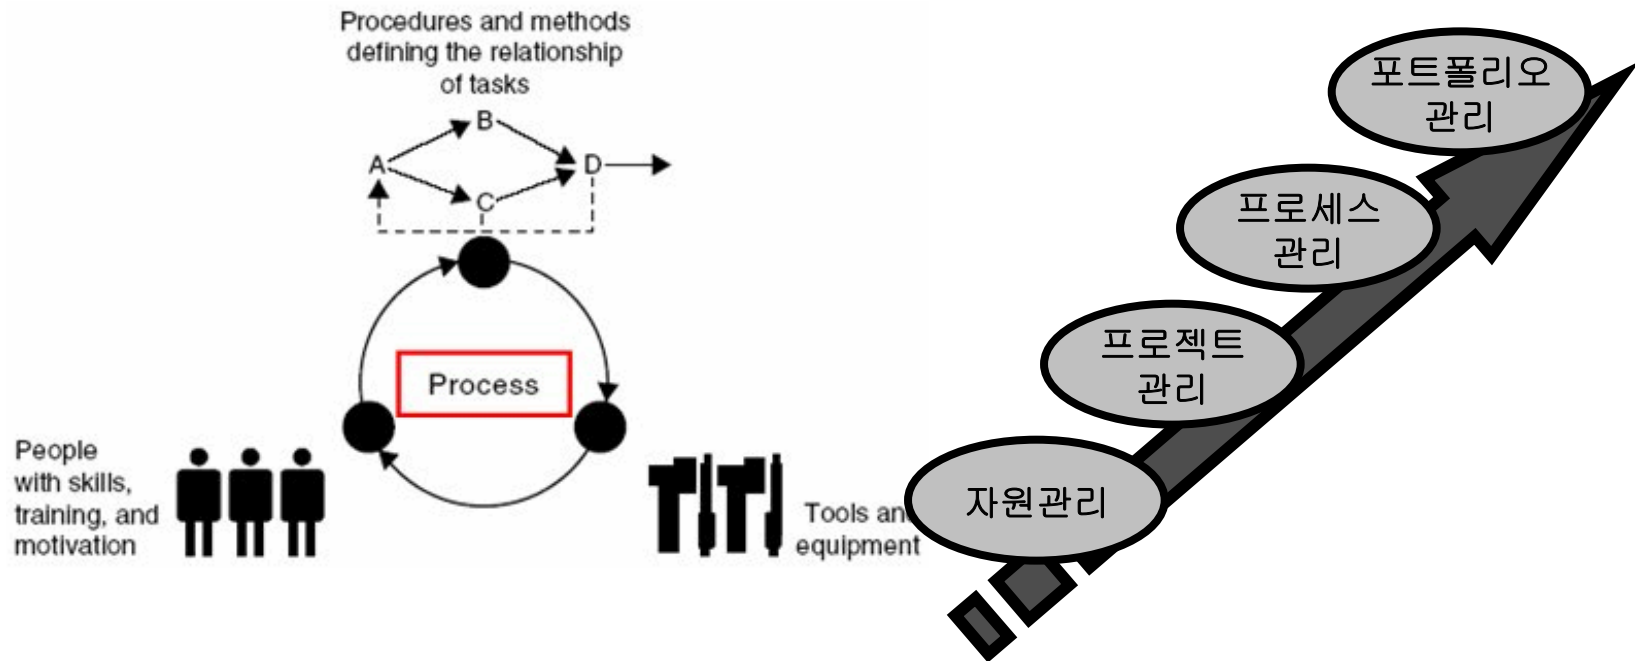 Procedures and methods
defining the relationship
of tasks
B
A
D
C
Process
People
with skills,
training, and
motivation
Tools and
equipment
포트폴리오
관리
프로세스
관리
프로젝트
관리
자원관리